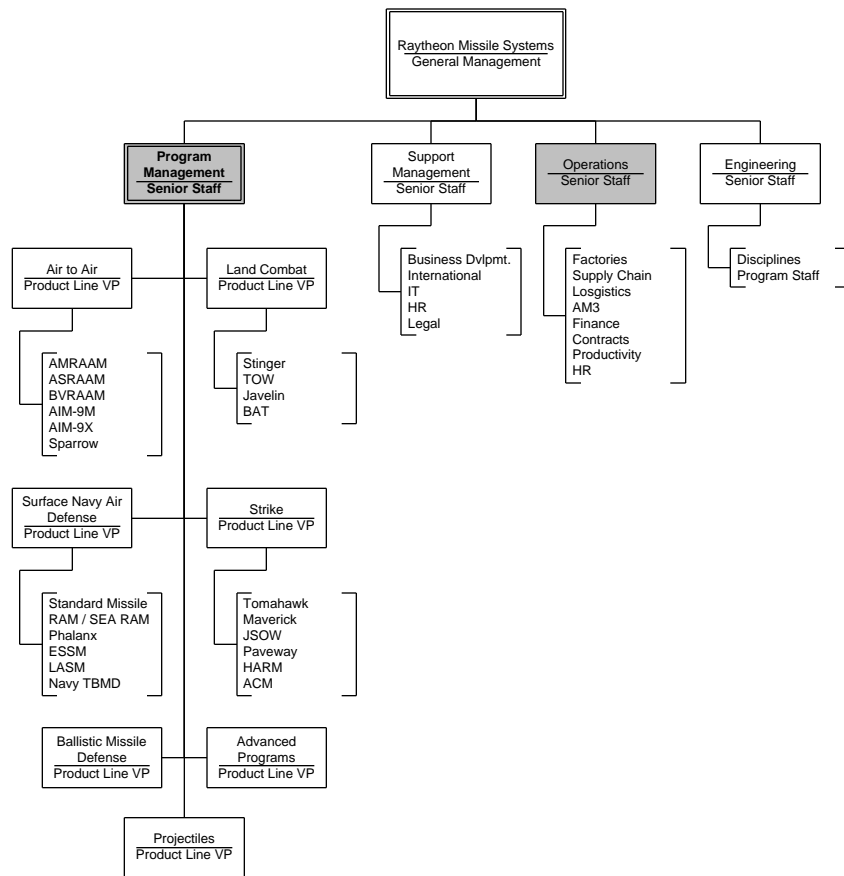 Raytheon Missile Systems
General Management
Program
Management
Senior Staff
Support
Management
Senior Staff
Operations
Senior Staff
Engineering
Senior Staff
Air to Air
Product Line VP
Land Combat
Product Line VP
Business Dvlpmt.
International
IT
HR
Legal
Factories
Supply Chain
Losgistics
AM3
Finance
Contracts
Productivity
HR
Disciplines
Program Staff
AMRAAM
ASRAAM
BVRAAM
AIM-9M
AIM-9X
Sparrow
Stinger
TOW
Javelin
BAT
Surface Navy Air
Defense
Product Line VP
Strike
Product Line VP
Standard Missile
RAM / SEA RAM
Phalanx
ESSM
LASM
Navy TBMD
Tomahawk
Maverick
JSOW
Paveway
HARM
ACM
Ballistic Missile
Defense
Product Line VP
Advanced
Programs
Product Line VP
Projectiles
Product Line VP